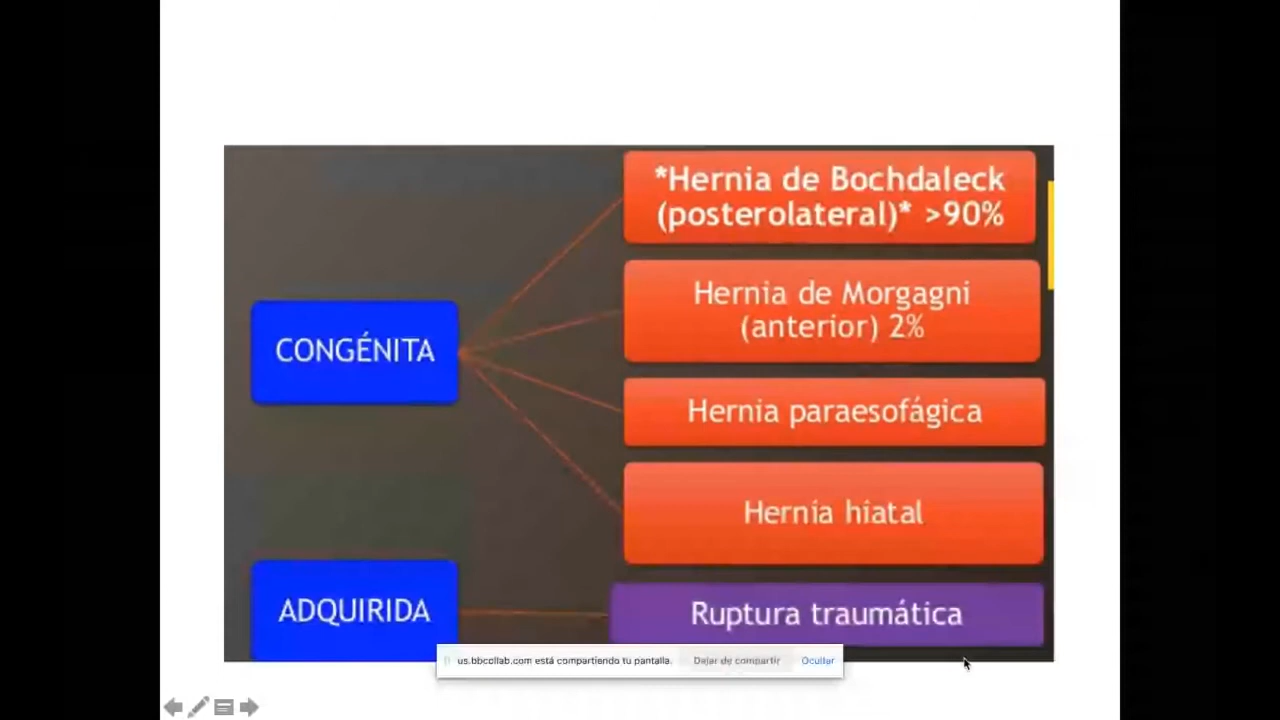 *Hernia de Bochdaleck
(posterolateral)* >90%
Hernia de Morgagni
(anterior) 2%
CONGÉNITA
Hernia paraesofágica
Hernia hiatal
ADQUIRIDA
Ruptura traumática
us.bbcollab.com está compartiendo tu pantalla.
Dejar de compartir
Ocultar